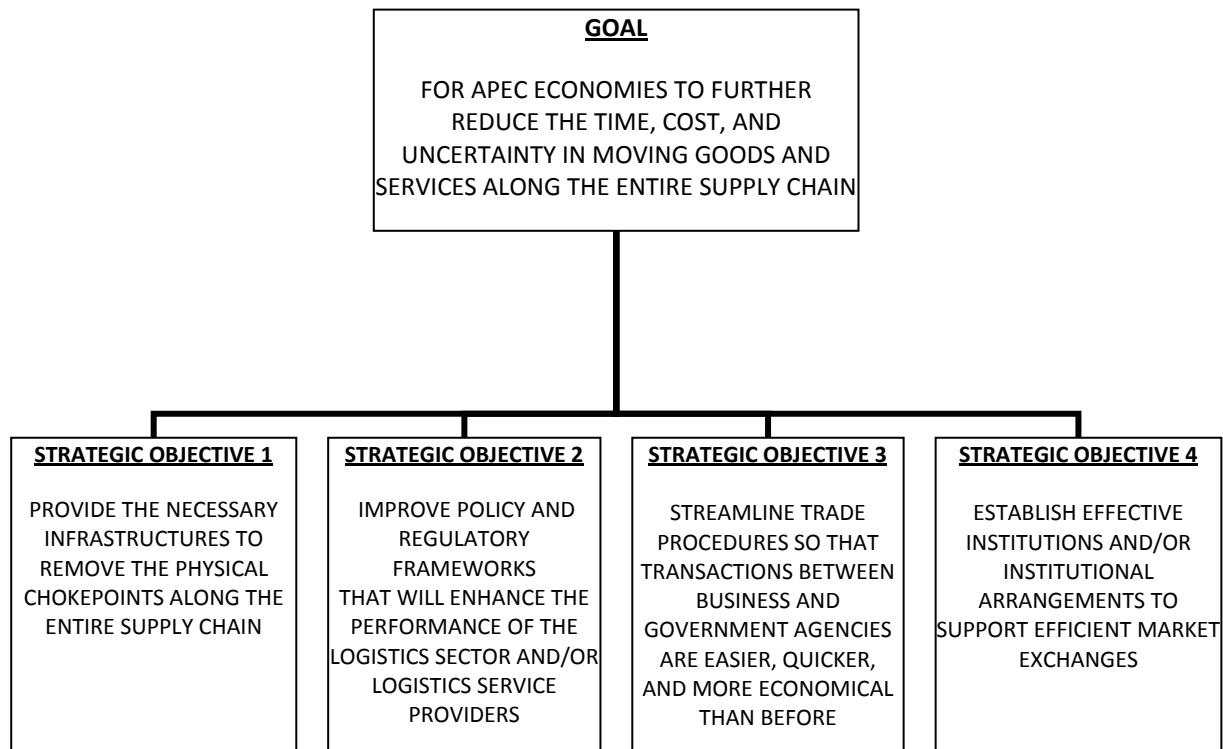 GOAL
FOR APEC ECONOMIES TO FURTHER
REDUCE THE TIME, COST, AND
UNCERTAINTY IN MOVING GOODS AND
SERVICES ALONG THE ENTIRE SUPPLY CHAIN
STRATEGIC OBJECTIVE 1
PROVIDE THE NECESSARY
INFRASTRUCTURES TO
REMOVE THE PHYSICAL
CHOKEPOINTS ALONG THE
ENTIRE SUPPLY CHAIN
STRATEGIC OBJECTIVE 2
IMPROVE POLICY AND
REGULATORY
FRAMEWORKS
THAT WILL ENHANCE THE
PERFORMANCE OF THE
LOGISTICS SECTOR AND/OR
LOGISTICS SERVICE
PROVIDERS
STRATEGIC OBJECTIVE 3
STREAMLINE TRADE
PROCEDURES SO THAT
TRANSACTIONS BETWEEN
BUSINESS AND
GOVERNMENT AGENCIES
ARE EASIER, QUICKER,
AND MORE ECONOMICAL
THAN BEFORE
STRATEGIC OBJECTIVE 4
ESTABLISH EFFECTIVE
INSTITUTIONS AND/OR
INSTITUTIONAL
ARRANGEMENTS TO
SUPPORT EFFICIENT MARKET
EXCHANGES